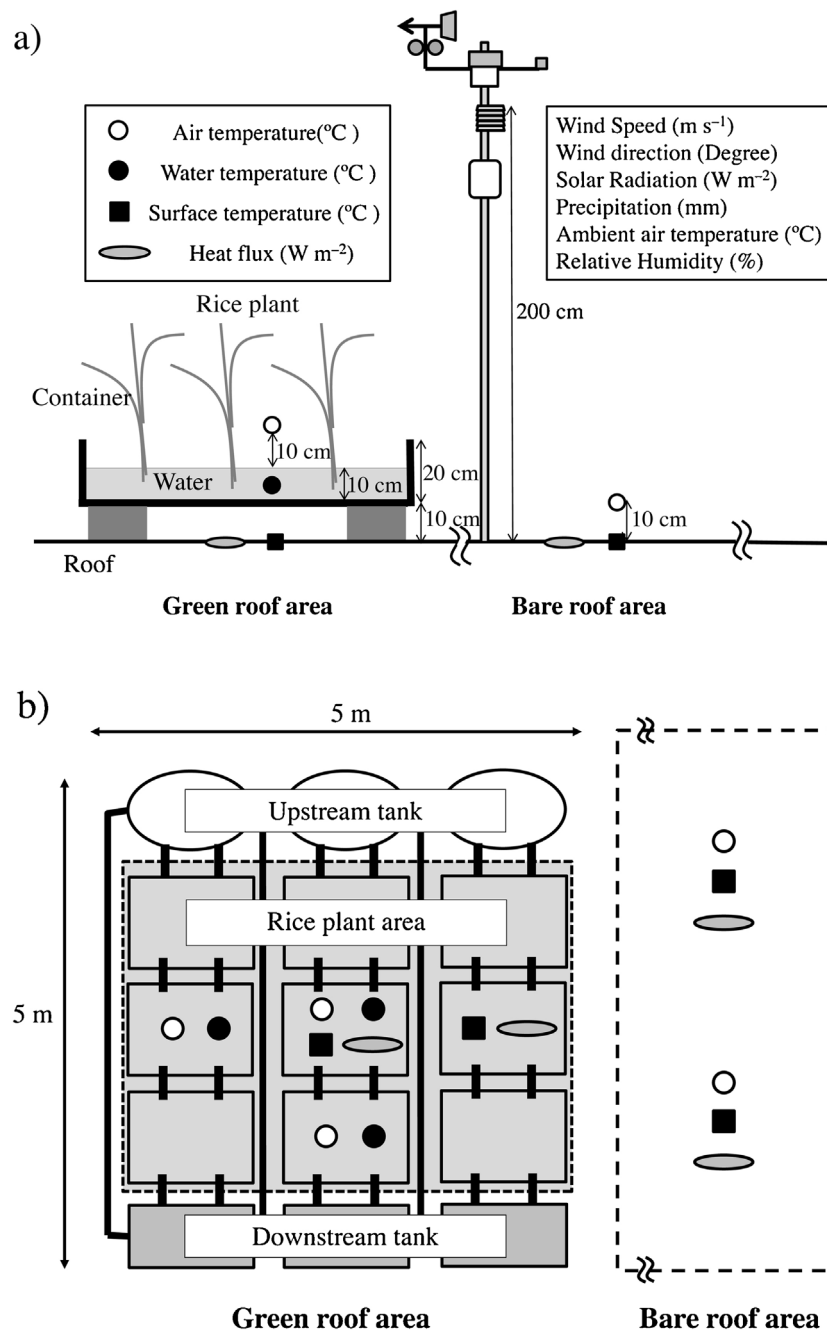 a)
Air temperature(ºC )
Water temperature (ºC )
Surface temperature (ºC )
Heat flux (W m⁻²)
Wind Speed (m s⁻¹)
Wind direction (Degree)
Solar Radiation (W m⁻²)
Precipitation (mm)
Ambient air temperature (ºC)
Relative Humidity (%)
Rice plant
200 cm
Container
10 cm
Water
10 cm
20 cm
10 cm
10 cm
Roof
Green roof area
Bare roof area
b)
5 m
Upstream tank
Rice plant area
5 m
Downstream tank
Green roof area
Bare roof area